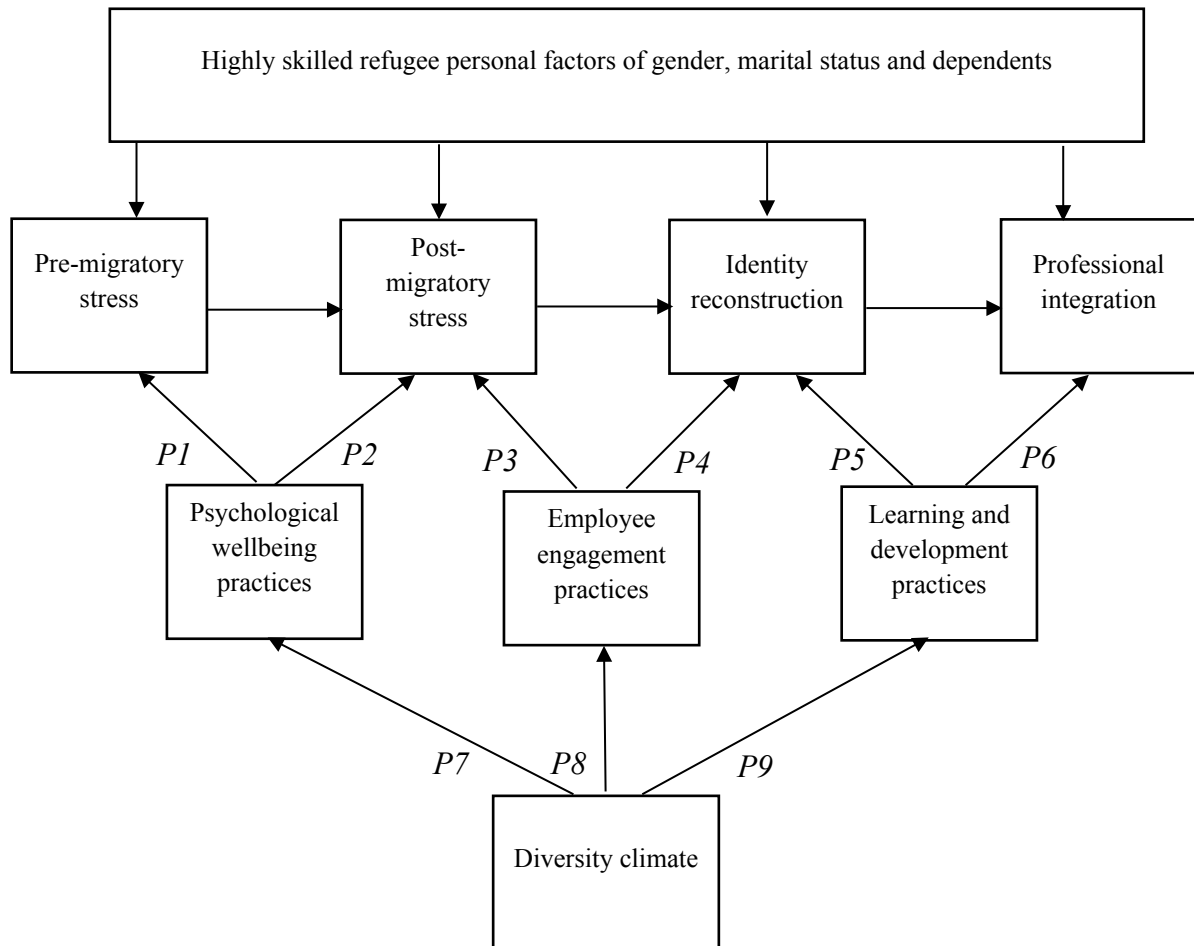 Highly skilled refugee personal factors of gender, marital status and dependents
Pre-migratory
stress
Post-
migratory
stress
Identity
reconstruction
Professional
integration
P1
P2
P3
P4
P5
P6
Psychological
wellbeing
practices
Employee
engagement
practices
Learning and
development
practices
P7
P8
P9
Diversity climate